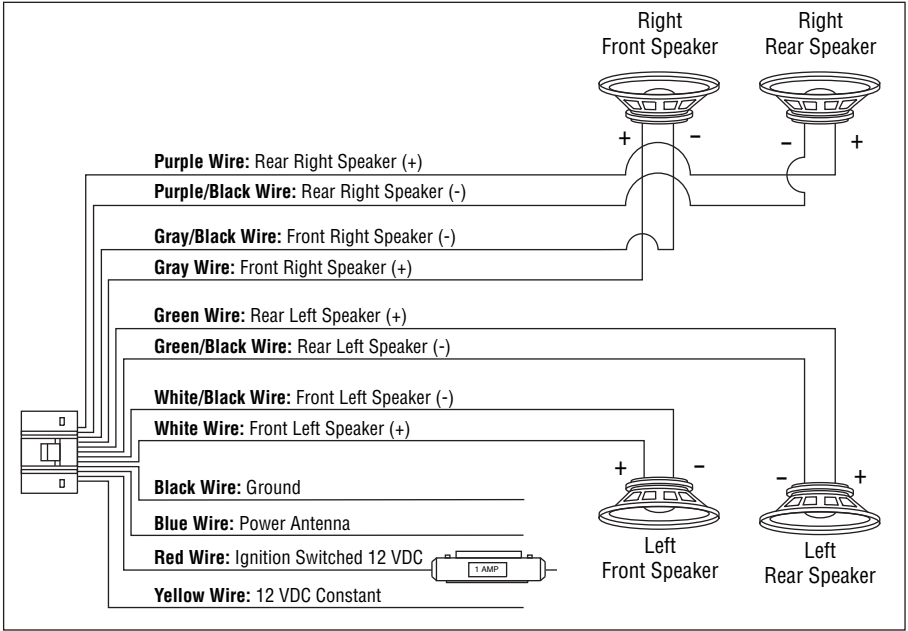 Right
Front Speaker
Right
Rear Speaker
+ −
− +
Purple Wire: Rear Right Speaker (+)
Purple/Black Wire: Rear Right Speaker (-)
Gray/Black Wire: Front Right Speaker (-)
Gray Wire: Front Right Speaker (+)
Green Wire: Rear Left Speaker (+)
Green/Black Wire: Rear Left Speaker (-)
White/Black Wire: Front Left Speaker (-)
White Wire: Front Left Speaker (+)
+ −
− +
Black Wire: Ground
Blue Wire: Power Antenna
Red Wire: Ignition Switched 12 VDC
1 AMP
Yellow Wire: 12 VDC Constant
Left
Front Speaker
Left
Rear Speaker